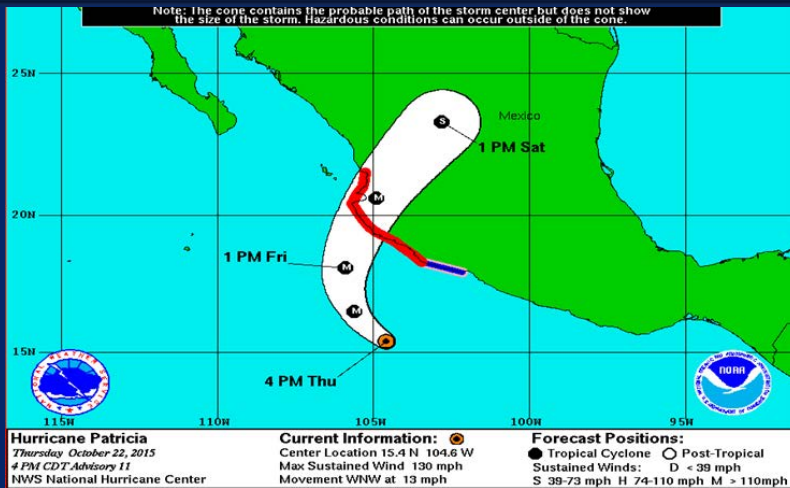 Note: The cone contains the probable path of the storm center but does not show
the size of the storm. Hazardous conditions can occur outside of the cone.
25N
Mexico
S
1 PM Sat
M
20N
1 PM Fri
M
M
15N
4 PM Thu
NATIONAL WEATHER SERVICE
NOAA
115W
110W
105W
100W
95W
Hurricane Patricia
Thursday October 22, 2015
4 PM CDT Advisory 11
NWS National Hurricane Center
Current Information:
Center Location 15.4 N 104.6 W
Max Sustained Wind 130 mph
Movement WNW at 13 mph
Forecast Positions:
Tropical Cyclone Post-Tropical
Sustained Winds: D < 39 mph
S 39-73 mph H 74-110 mph M > 110mph